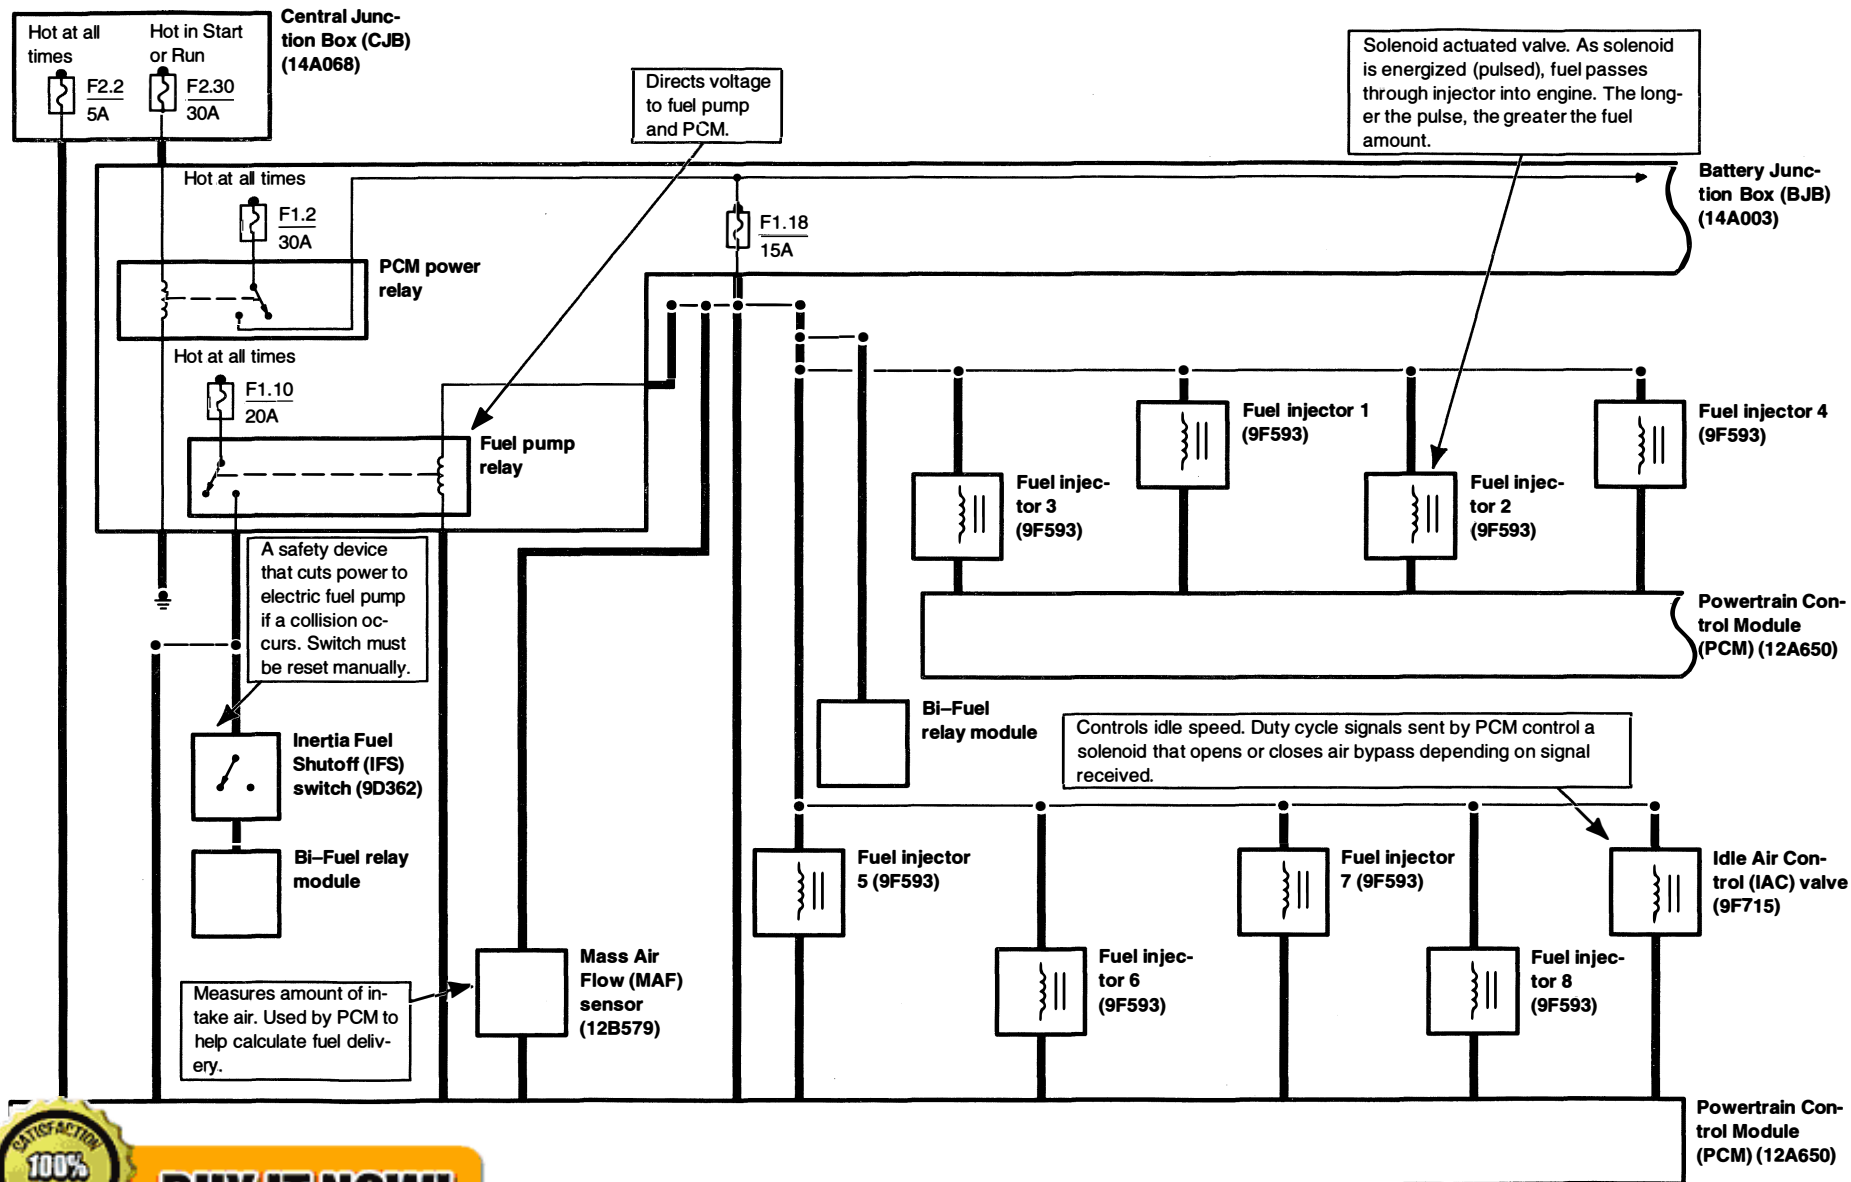 Hot at all
times
Hot in Start
or Run
F2.2
5A
F2.30
30A
Central Junc-
tion Box (CJB)
(14A068)
Directs voltage
to fuel pump
and PCM.
Solenoid actuated valve. As solenoid
is energized (pulsed), fuel passes
through injector into engine. The long-
er the pulse, the greater the fuel
amount.
Battery Junc-
tion Box (BJB)
(14A003)
Hot at all times
F1.2
30A
F1.18
15A
PCM power
relay
Hot at all times
F1.10
20A
Fuel pump
relay
Fuel injec-
tor 3
(9F593)
Fuel injector 1
(9F593)
Fuel injec-
tor 2
(9F593)
Fuel injector 4
(9F593)
A safety device
that cuts power to
electric fuel pump
if a collision oc-
curs. Switch must
be reset manually.
Powertrain Con-
trol Module
(PCM) (12A650)
Inertia Fuel
Shutoff (IFS)
switch (9D362)
Bi–Fuel
relay module
Controls idle speed. Duty cycle signals sent by PCM control a
solenoid that opens or closes air bypass depending on signal
received.
Bi–Fuel relay
module
Fuel injector
5 (9F593)
Fuel injector
7 (9F593)
Idle Air Con-
trol (IAC) valve
(9F715)
Mass Air
Flow (MAF)
sensor
(12B579)
Fuel injec-
tor 6
(9F593)
Fuel injec-
tor 8
(9F593)
Measures amount of in-
take air. Used by PCM to
help calculate fuel deliv-
ery.
Powertrain Con-
trol Module
(PCM) (12A650)
SATISFACTION
100%
BUY IT NOW!